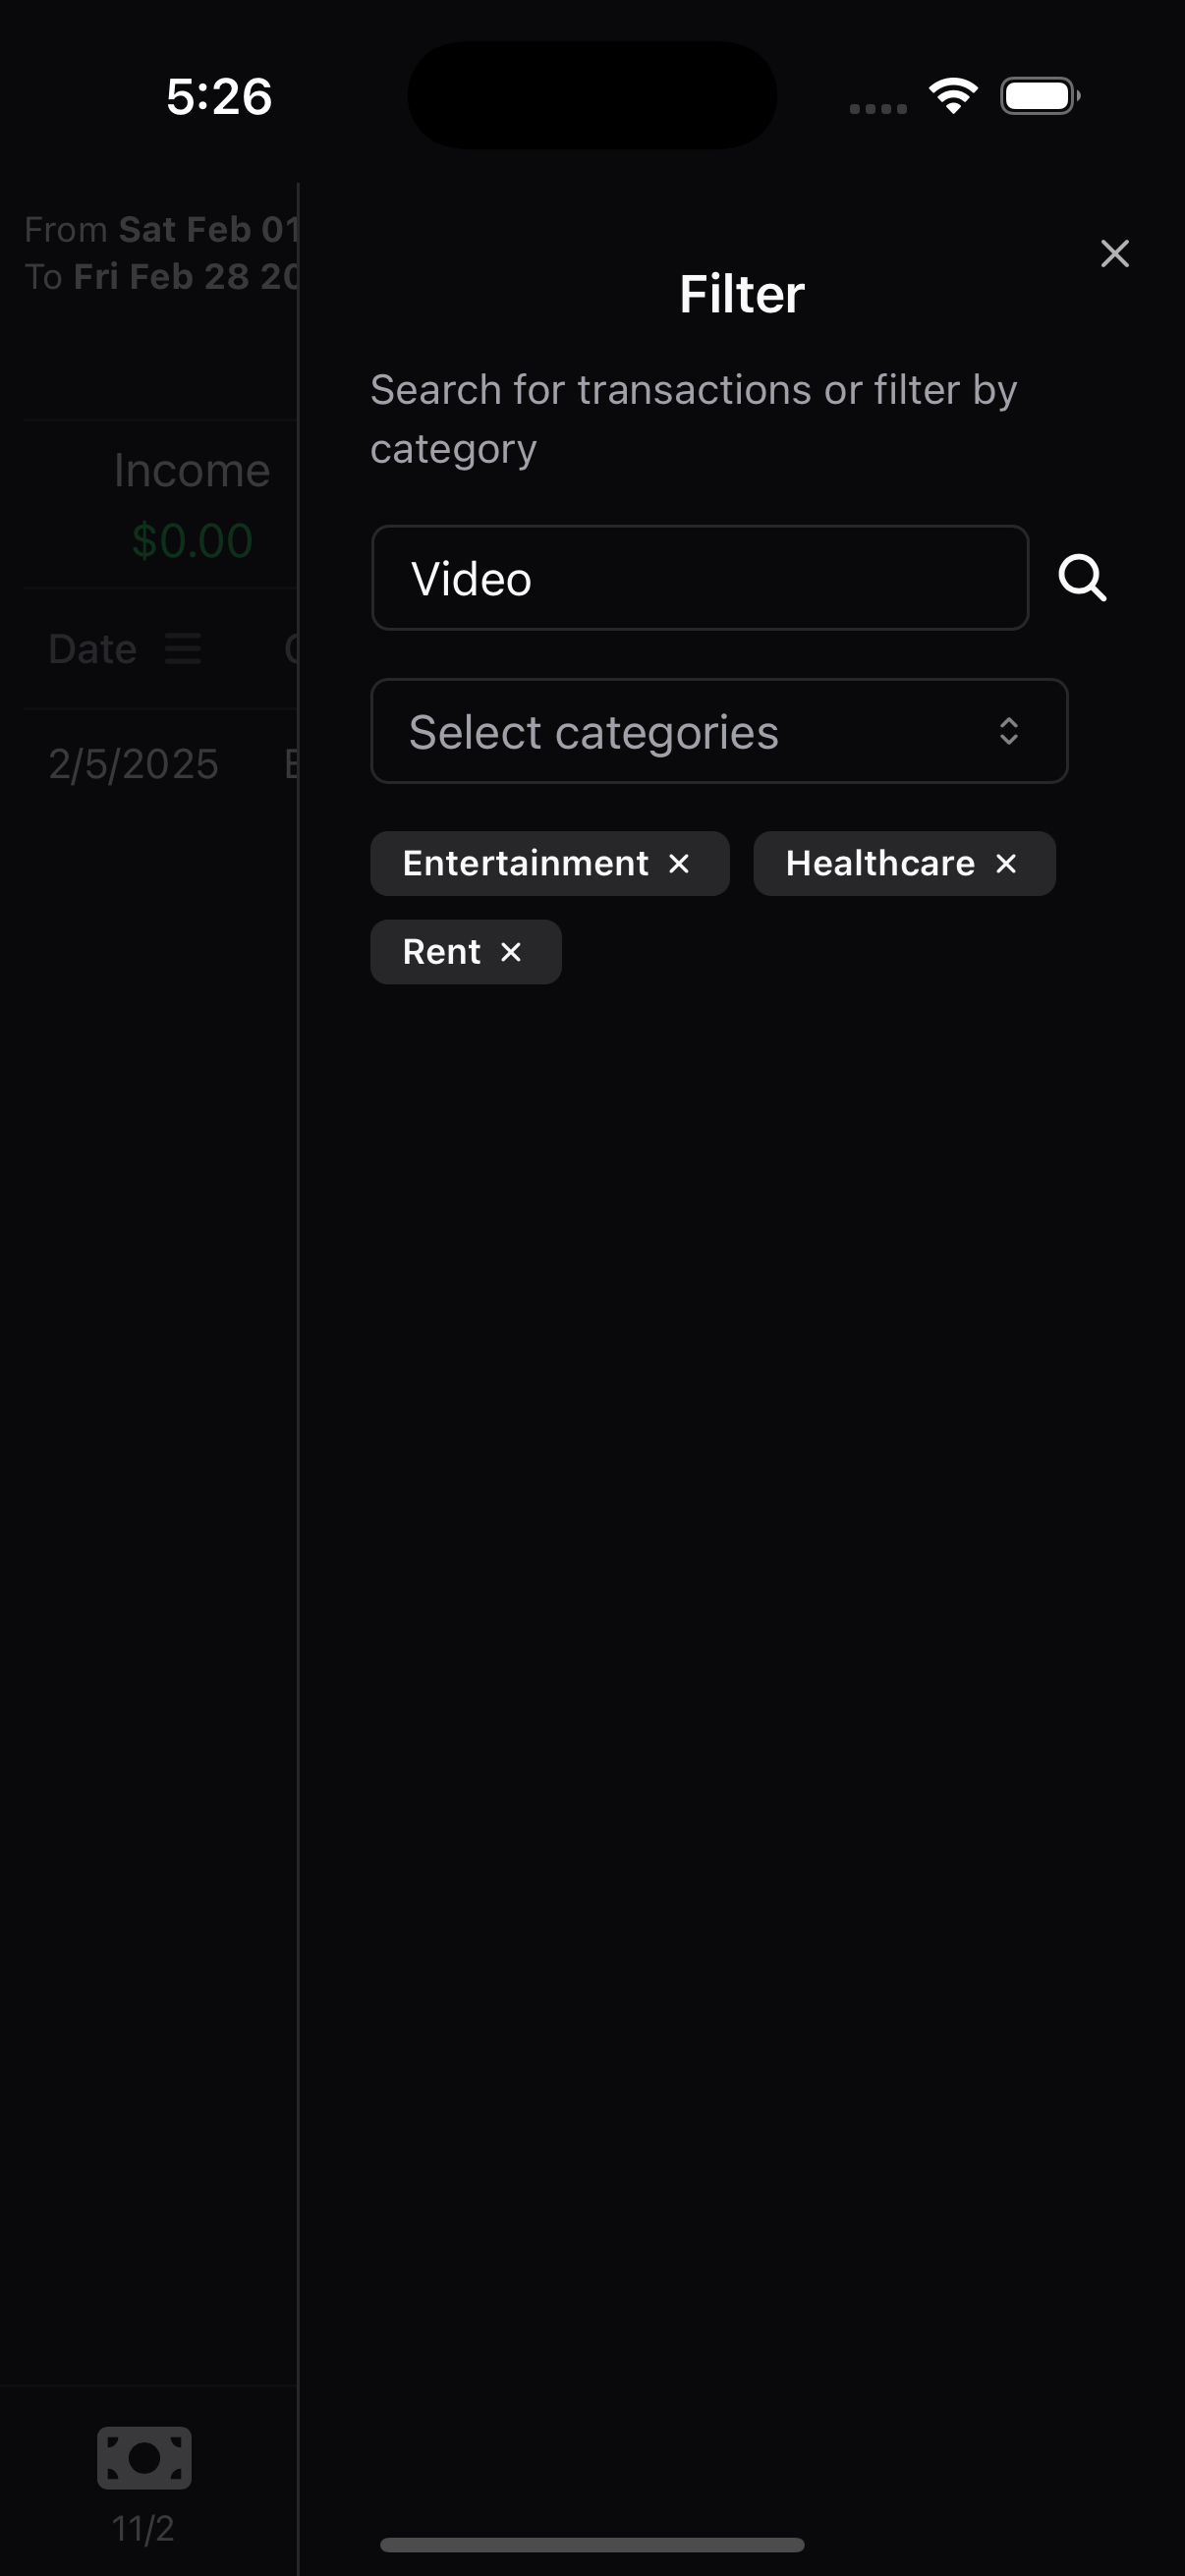 5:26
From Sat Feb 01
To Fri Feb 28 20
Filter
Search for transactions or filter by
category
Income
$0.00
Video
Date
Select categories
2/5/2025
Entertainment
Healthcare
Rent
11/2